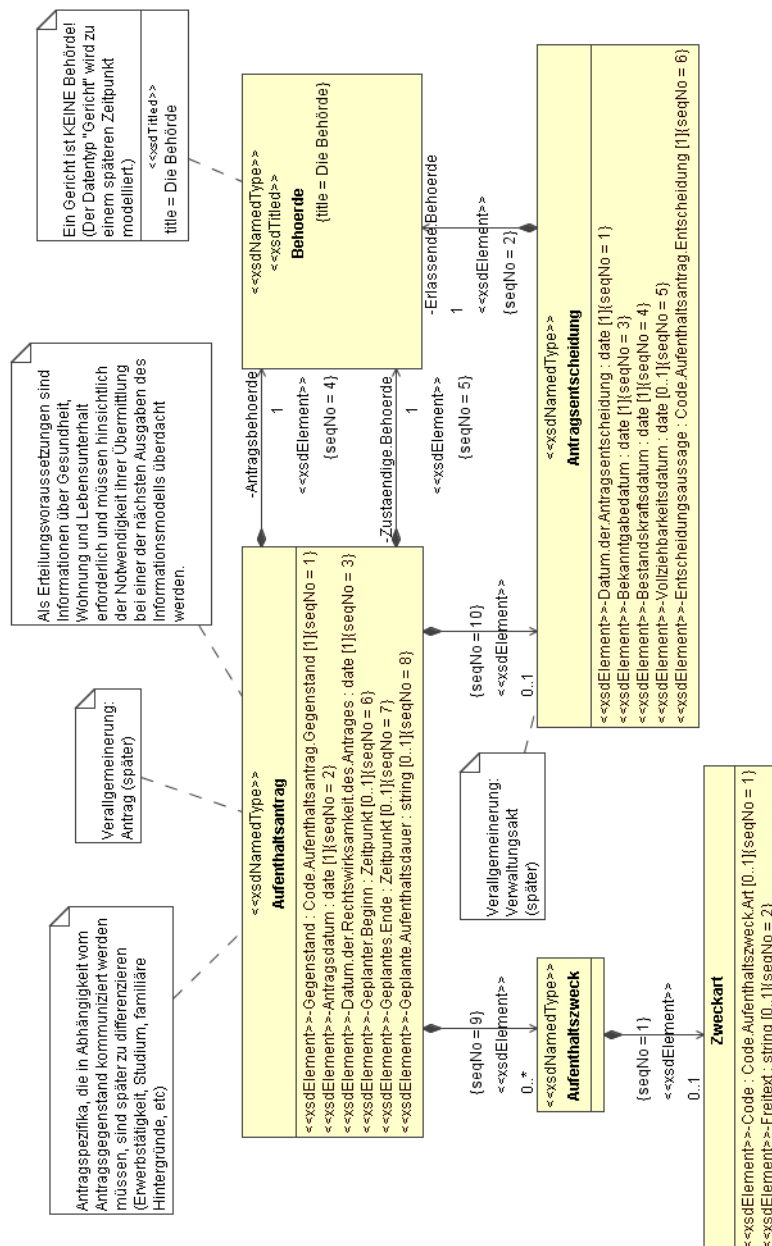 Antragspezifika, die in Abhängigkeit vom
Antragsgegenstand kommuniziert werden
müssen, sind später zu differenzieren
(Erwerbstätigkeit, Studium, familiäre
Hintergründe, etc)
Verallgemeinerung:
Antrag (später)
Als Erteilungsvoraussetzungen sind
Informationen über Gesundheit,
Wohnung und Lebensunterhalt
erforderlich und müssen hinsichtlich
der Notwendigkeit ihrer Übermittlung
bei einer der nächsten Ausgaben des
Informationsmodells überdacht
werden.
Ein Gericht ist KEINE Behörde!
(Der Datentyp "Gericht" wird zu
einem späteren Zeitpunkt
modelliert.)
<<xsdTitled>>
title = Die Behörde
<<xsdNamedType>>
Aufenthaltsantrag
<<xsdElement>>-Gegenstand : Code.Aufenthaltsantrag.Gegenstand [1]{seqNo = 1}
<<xsdElement>>-Antragsdatum : date [1]{seqNo = 2}
<<xsdElement>>-Datum.der.Rechtswirksamkeit.des.Antrages : date [1]{seqNo = 3}
<<xsdElement>>-Geplanter.Beginn : Zeitpunkt [0..1]{seqNo = 6}
<<xsdElement>>-Geplantes.Ende : Zeitpunkt [0..1]{seqNo = 7}
<<xsdElement>>-Geplante.Aufenthaltsdauer : string [0..1]{seqNo = 8}
-Antragsbehoerde
1
<<xsdElement>>
{seqNo = 4}
-Zustaendige.Behoerde
1
<<xsdElement>>
{seqNo = 5}
<<xsdNamedType>>
<<xsdTitled>>
Behoerde
{title = Die Behörde}
-Erlassende.Behoerde
1
<<xsdElement>>
{seqNo = 2}
{seqNo = 9}
<<xsdElement>>
0..*
{seqNo = 10}
<<xsdElement>>
0..1
Verallgemeinerung:
Verwaltungsakt
(später)
<<xsdNamedType>>
Aufenthaltszweck
<<xsdNamedType>>
Antragsentscheidung
<<xsdElement>>-Datum.der.Antragsentscheidung : date [1]{seqNo = 1}
<<xsdElement>>-Bekanntgabedatum : date [1]{seqNo = 3}
<<xsdElement>>-Bestandskraftsdatum : date [1]{seqNo = 4}
<<xsdElement>>-Vollziehbarkeitsdatum : date [0..1]{seqNo = 5}
<<xsdElement>>-Entscheidungsaussage : Code.Aufenthaltsantrag.Entscheidung [1]{seqNo = 6}
{seqNo = 1}
<<xsdElement>>
0..1
Zweckart
<<xsdElement>>-Code : Code.Aufenthaltszweck.Art [0..1]{seqNo = 1}
<<xsdElement>>-Freitext : string [0..1]{seqNo = 2}